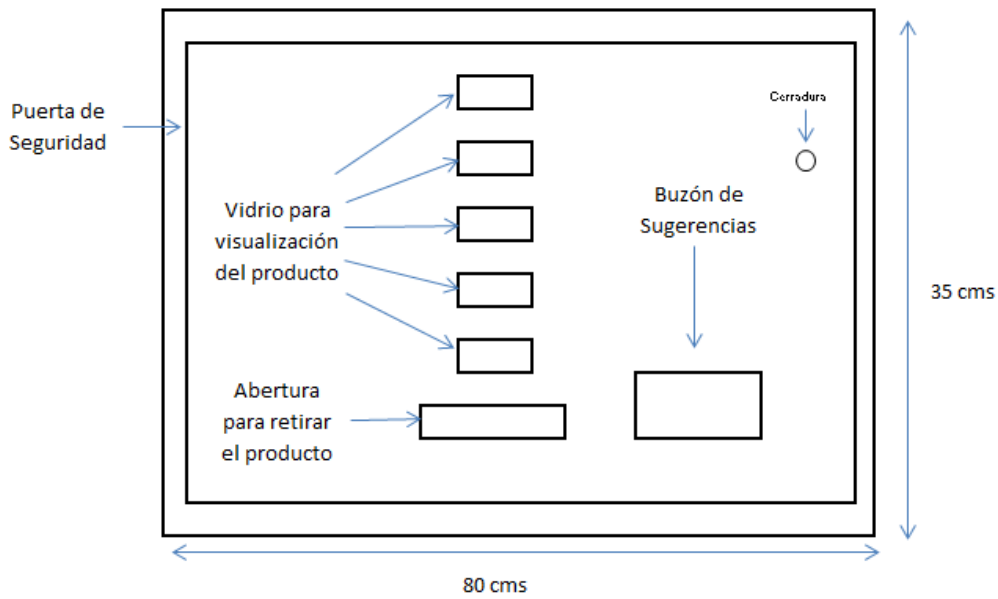 Puerta de
Seguridad
Cerradura
Vidrio para
visualización
del producto
Buzón de
Sugerencias
35 cms
Abertura
para retirar
el producto
80 cms